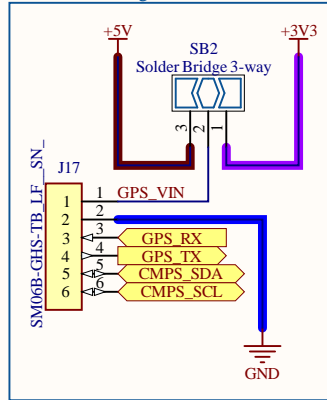 +5V
+3V3
SB2
Solder Bridge 3-way
3
2
1
J17
SM06B-GHS-TB_LF__SN_
1 1 GPS_VIN
2 2
3 3 GPS_RX
4 4 GPS_TX
5 5 CMPS_SDA
6 6 CMPS_SCL
GND